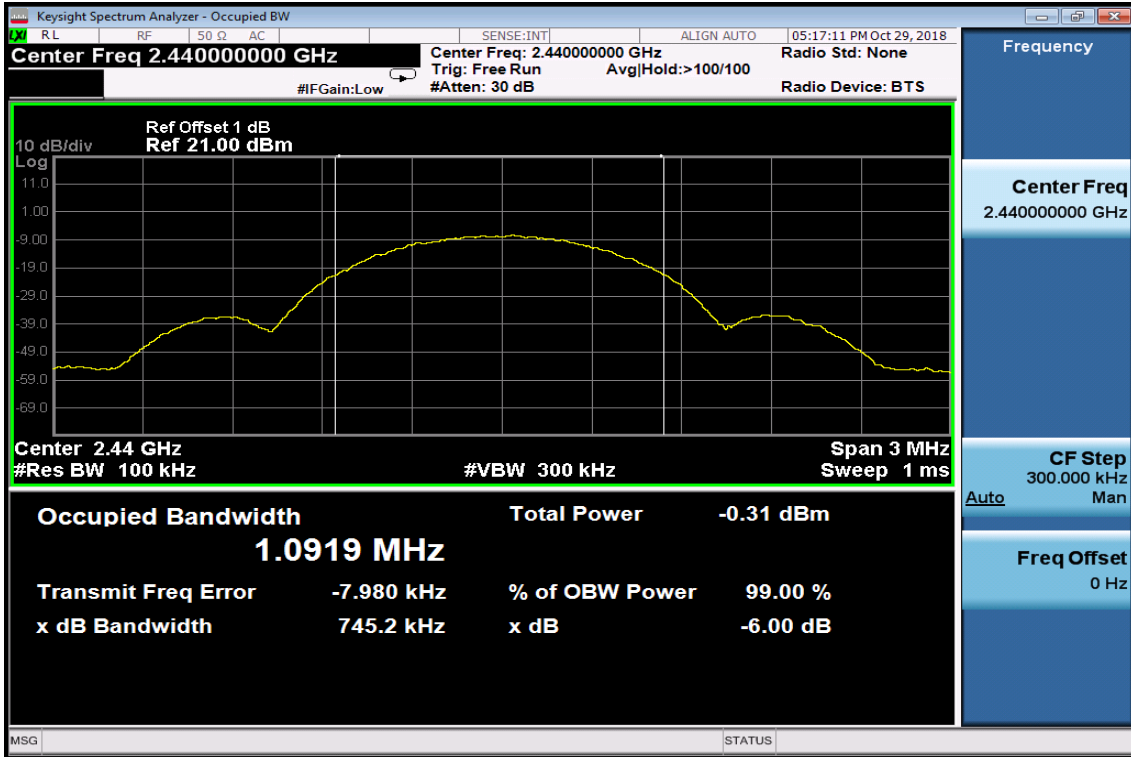 Keysight Spectrum Analyzer - Occupied BW
LXI RL RF 50 Ω AC SENSE:INT ALIGN AUTO 05:17:11 PM Oct 29, 2018
Center Freq 2.440000000 GHz
Center Freq: 2.440000000 GHz Radio Std: None
Trig: Free Run Avg|Hold:>100/100
#IFGain:Low #Atten: 30 dB Radio Device: BTS
Frequency
Ref Offset 1 dB
10 dB/div Ref 21.00 dBm
Log
11.0
1.00
-9.00
-19.0
-29.0
-39.0
-49.0
-59.0
-69.0
Center 2.44 GHz Span 3 MHz
#Res BW 100 kHz #VBW 300 kHz Sweep 1 ms
Center Freq
2.440000000 GHz
CF Step
300.000 kHz
Auto Man
Freq Offset
0 Hz
Occupied Bandwidth Total Power -0.31 dBm
1.0919 MHz
Transmit Freq Error -7.980 kHz % of OBW Power 99.00 %
x dB Bandwidth 745.2 kHz x dB -6.00 dB
MSG STATUS